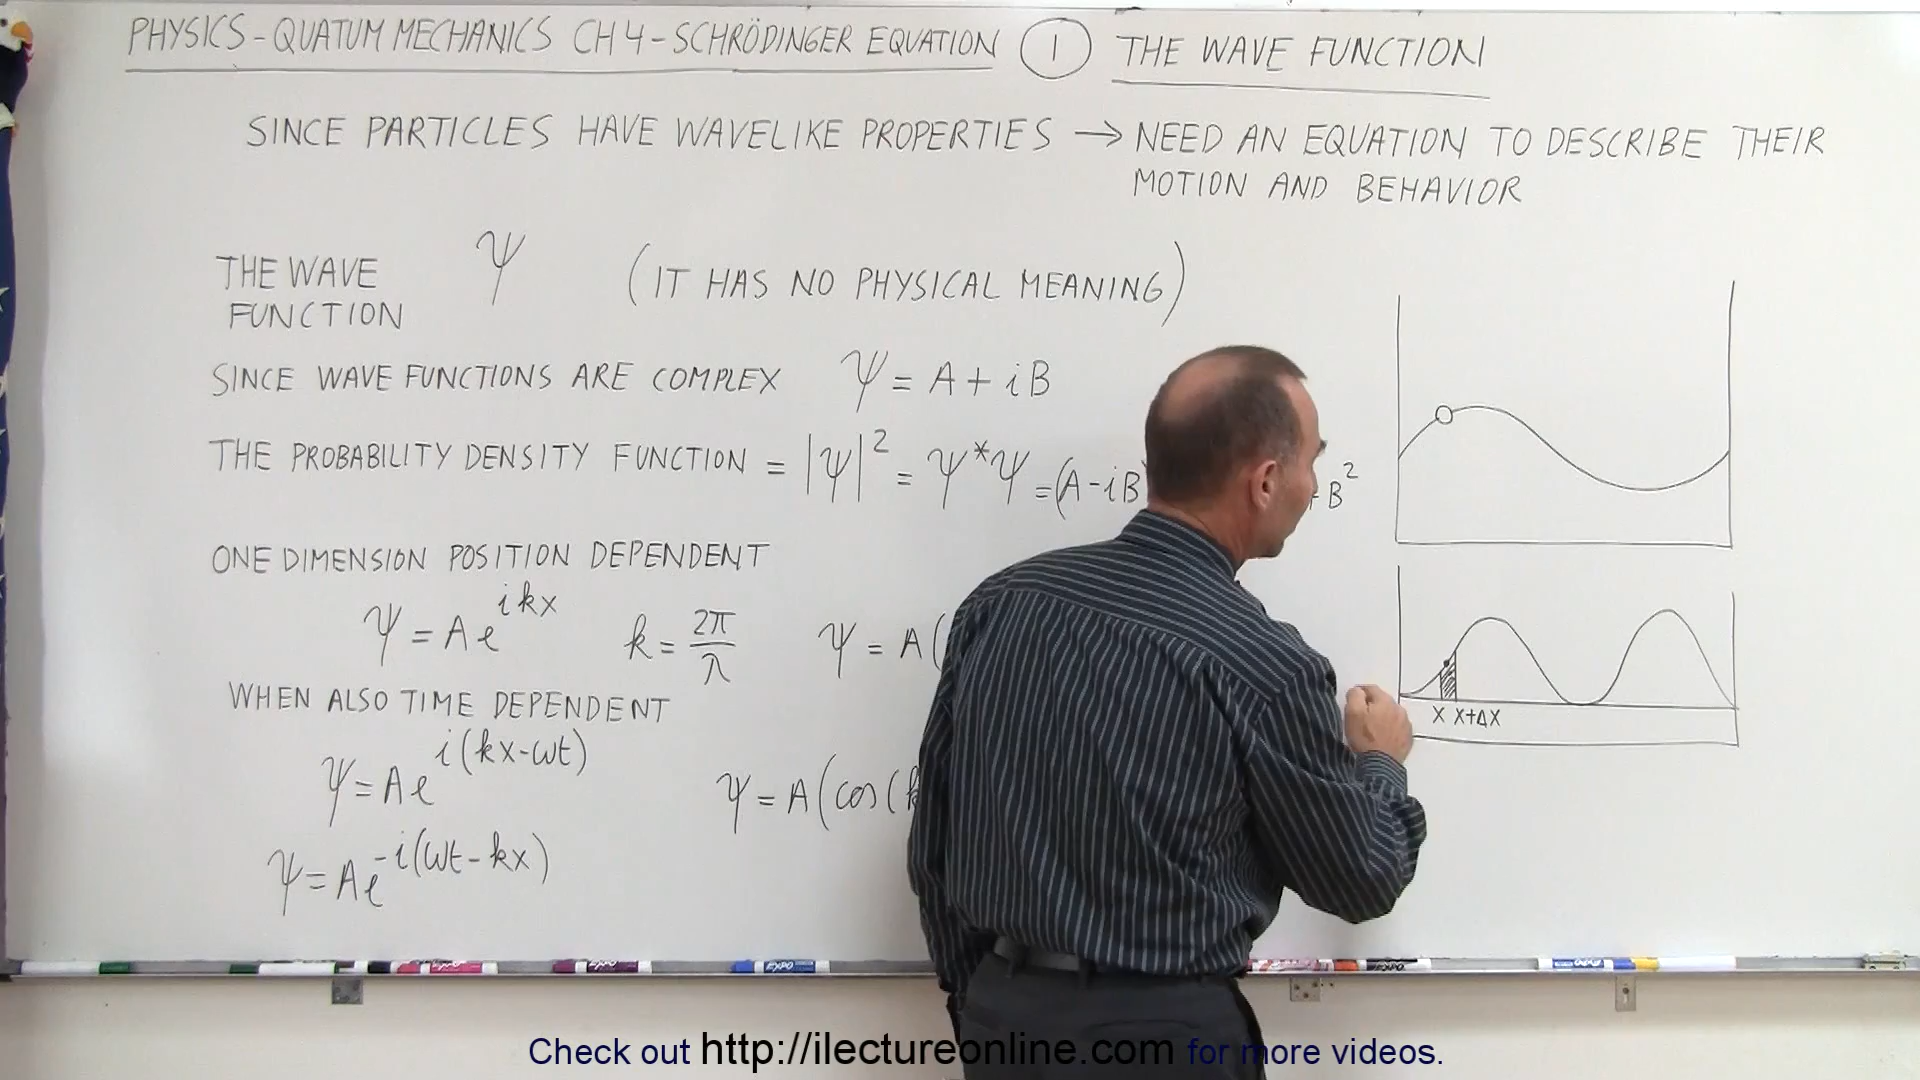 PHYSICS-QUATUM MECHANICS CH 4-SCHRÖDINGER EQUATION 1 THE WAVE FUNCTION
SINCE PARTICLES HAVE WAVELIKE PROPERTIES → NEED AN EQUATION TO DESCRIBE THEIR
MOTION AND BEHAVIOR
THE WAVE
FUNCTION
Ψ (IT HAS NO PHYSICAL MEANING)
SINCE WAVE FUNCTIONS ARE COMPLEX Ψ = A + iB
THE PROBABILITY DENSITY FUNCTION = |Ψ|² = Ψ*Ψ = (A-iB + B²
ONE DIMENSION POSITION DEPENDENT
Ψ = Ae^ikx k = 2π/λ Ψ = A(
WHEN ALSO TIME DEPENDENT
Ψ = Ae^i(kx-ωt) Ψ = A(cos(k
Ψ = Ae^-i(ωt-kx)
X X+ΔX
EXPO
Check out http://ilectureonline.com for more videos.